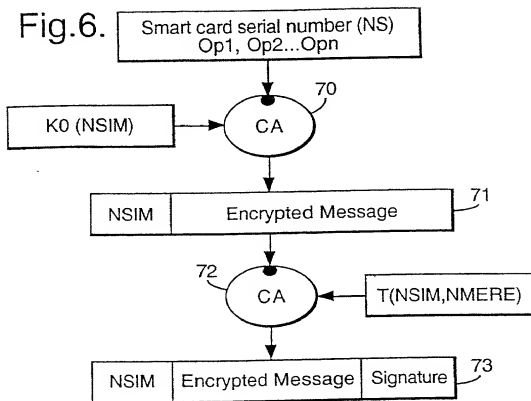 Fig.6.
Smart card serial number (NS)
Op1, Op2...Opn
70
K0 (NSIM)
CA
71
NSIM
Encrypted Message
72
CA
T(NSIM,NMERE)
73
NSIM
Encrypted Message
Signature